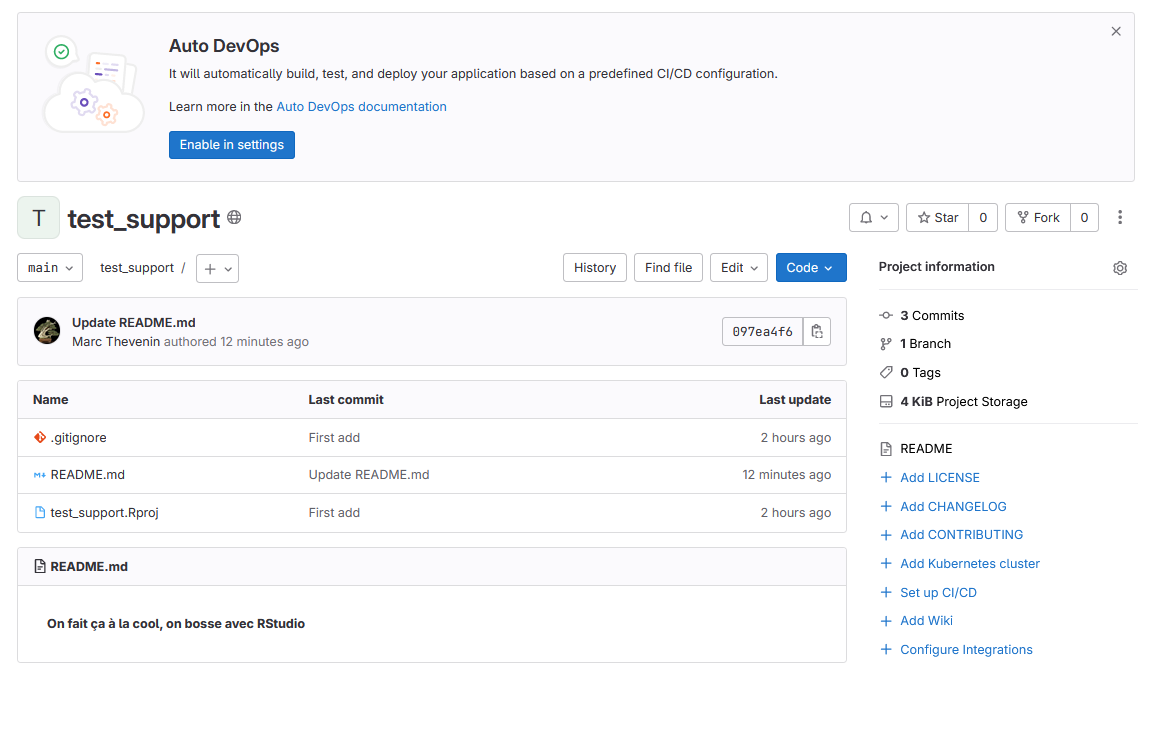 Auto DevOps
It will automatically build, test, and deploy your application based on a predefined CI/CD configuration.
Learn more in the Auto DevOps documentation
Enable in settings
T test_support
Star 0 Fork 0
main test_support / +
History Find file Edit Code
Update README.md
Marc Thevenin authored 12 minutes ago
097ea4f6
Name Last commit Last update
.gitignore First add 2 hours ago
README.md Update README.md 12 minutes ago
test_support.Rproj First add 2 hours ago
README.md
On fait ça à la cool, on bosse avec RStudio
Project information
3 Commits
1 Branch
0 Tags
4 KiB Project Storage
README
+ Add LICENSE
+ Add CHANGELOG
+ Add CONTRIBUTING
+ Add Kubernetes cluster
+ Set up CI/CD
+ Add Wiki
+ Configure Integrations